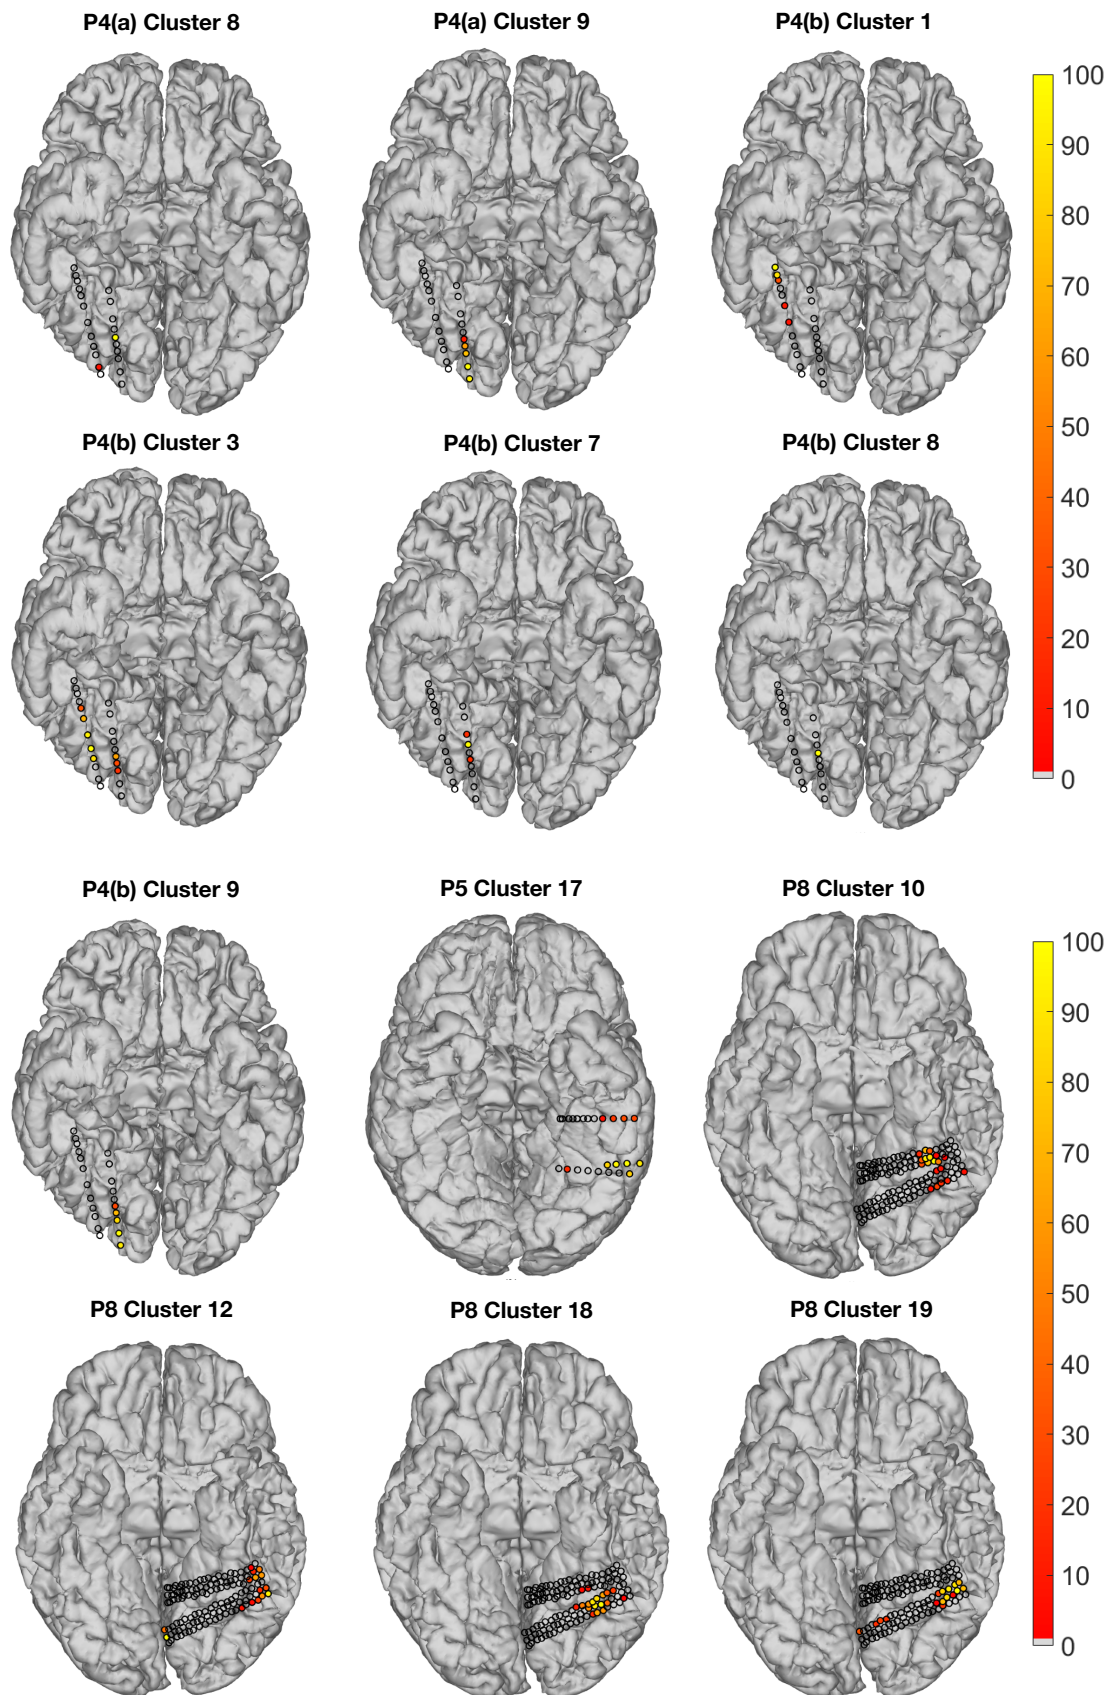 P4(a) Cluster 8
P4(a) Cluster 9
P4(b) Cluster 1
100
90
80
70
60
50
40
30
20
10
0
P4(b) Cluster 3
P4(b) Cluster 7
P4(b) Cluster 8
P4(b) Cluster 9
P5 Cluster 17
P8 Cluster 10
100
90
80
70
60
50
40
30
20
10
0
P8 Cluster 12
P8 Cluster 18
P8 Cluster 19